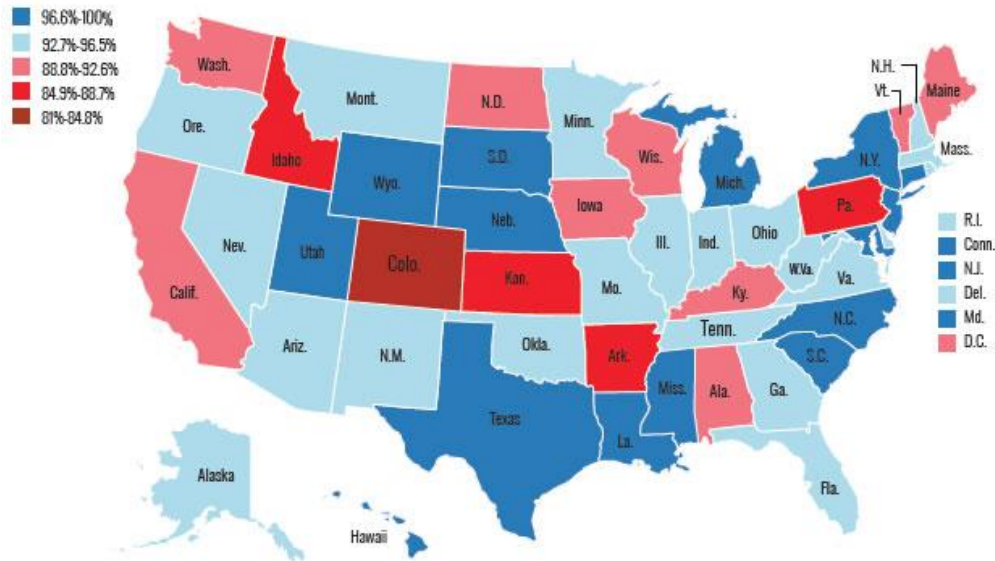 96.6%-100%
92.7%-96.5%
88.8%-92.6%
84.9%-88.7%
81%-84.8%
Wash.
Ore.
Calif.
Idaho
Nev.
Mont.
Wyo.
Utah
Colo.
Ariz.
N.M.
N.D.
S.D.
Neb.
Kan.
Okla.
Texas
Minn.
Iowa
Mo.
Ark.
La.
Wis.
Ill.
Mich.
Ind.
Ohio
Ky.
Tenn.
Miss.
Ala.
Ga.
Fla.
S.C.
N.C.
Va.
W.Va.
Pa.
N.Y.
Vt.
N.H.
Maine
Mass.
R.I.
Conn.
N.J.
Del.
Md.
D.C.
Alaska
Hawaii